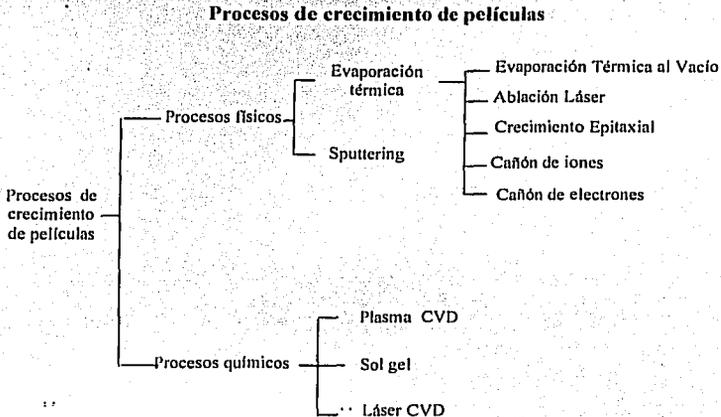 Procesos de crecimiento de películas
Procesos de
crecimiento
de películas
Procesos físicos
Evaporación
térmica
Evaporación Térmica al Vacío
Ablación Láser
Crecimiento Epitaxial
Cañón de iones
Cañón de electrones
Sputtering
Procesos químicos
Plasma CVD
Sol gel
Láser CVD